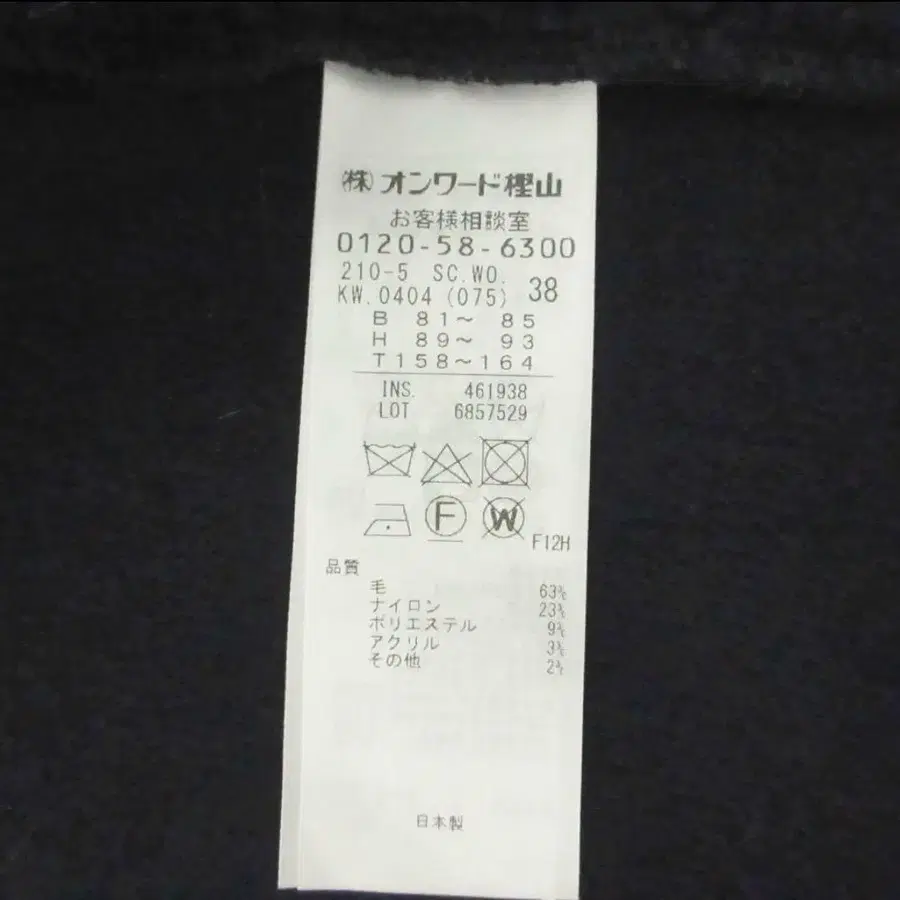 ㈱オンワード樫山
お客様相談室
0120-58-6300
210-5 SC.WO.
KW.0404 (075) 38
B 81～ 85
H 89～ 93
T158～164
INS. 461938
LOT 6857529
F
W
F12H
品質
毛 63%
ナイロン 23%
ポリエステル 9%
アクリル 3%
その他 2%
日本製